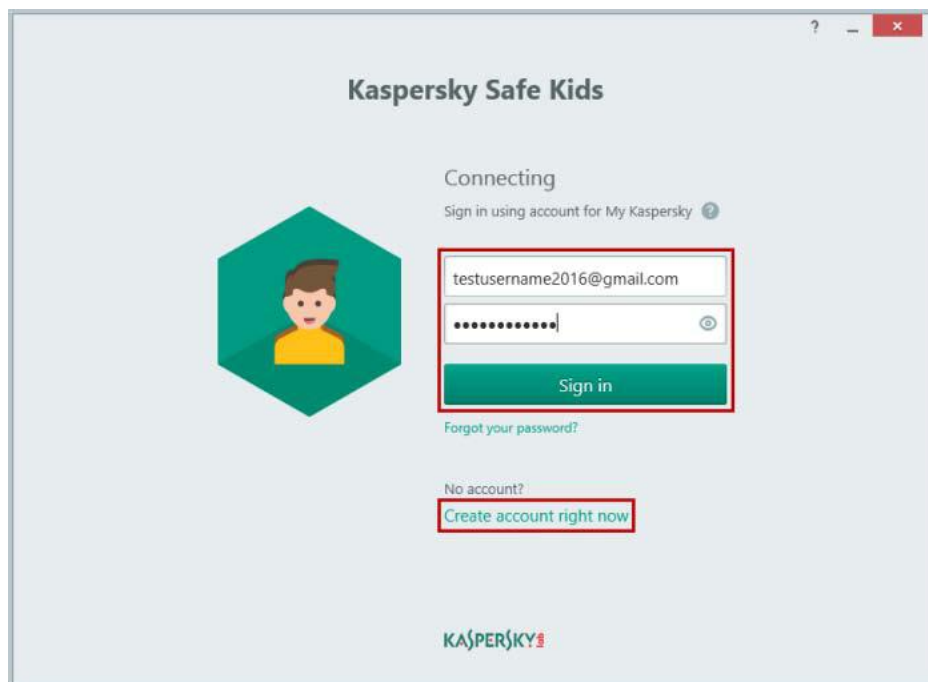 ?
Kaspersky Safe Kids
Connecting
Sign in using account for My Kaspersky ?
testusername2016@gmail.com
••••••••••••
Sign in
Forgot your password?
No account?
Create account right now
KASPERSKY lab